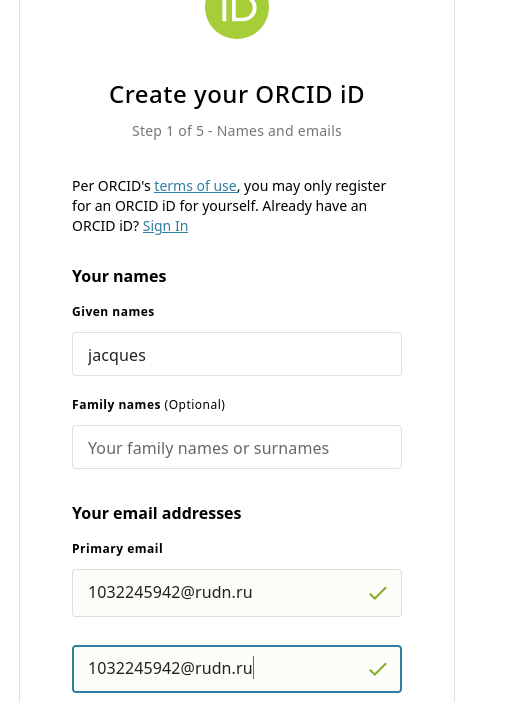 iD
Create your ORCID iD
Step 1 of 5 - Names and emails
Per ORCID's terms of use, you may only register
for an ORCID iD for yourself. Already have an
ORCID iD? Sign In
Your names
Given names
jacques
Family names (Optional)
Your family names or surnames
Your email addresses
Primary email
1032245942@rudn.ru
1032245942@rudn.ru